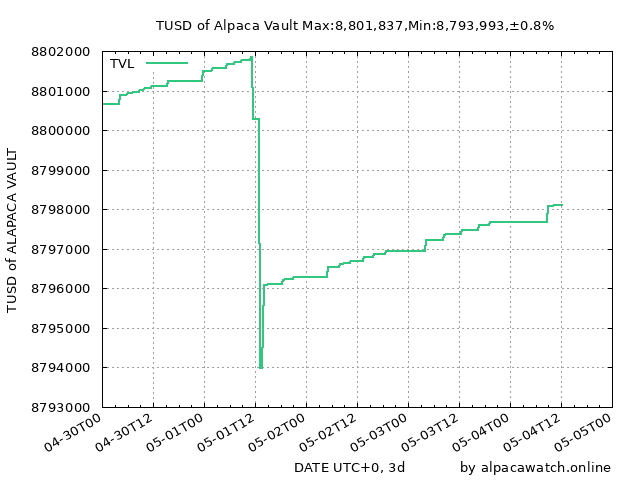 TUSD of Alpaca Vault Max:8,801,837,Min:8,793,993,±0.8%
TVL
8802000
8801000
8800000
8799000
8798000
8797000
8796000
8795000
8794000
8793000
TUSD of ALAPACA VAULT
04-30T00
04-30T12
05-01T00
05-01T12
05-02T00
05-02T12
05-03T00
05-03T12
05-04T00
05-04T12
05-05T00
DATE UTC+0, 3d
by alpacawatch.online